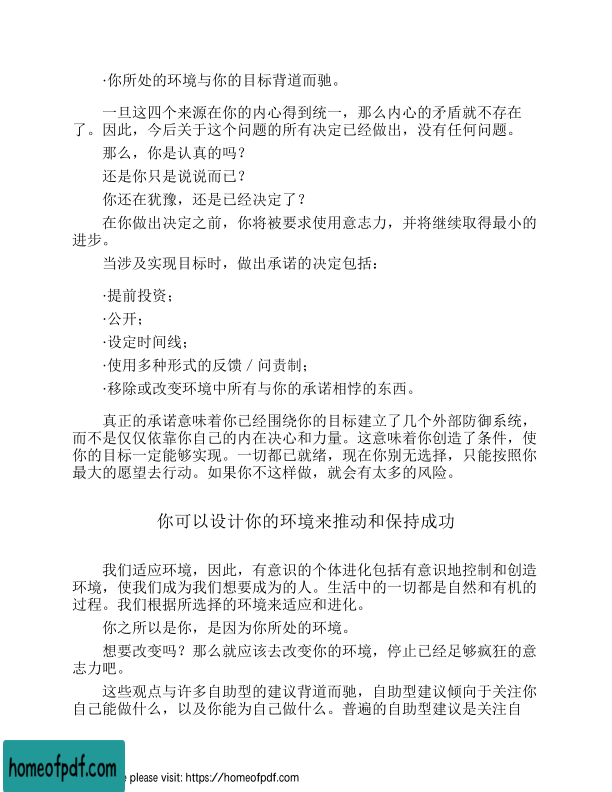 ·你所处的环境与你的目标背道而驰。
一旦这四个来源在你的内心得到统一，那么内心的矛盾就不存在
了。因此，今后关于这个问题的所有决定已经做出，没有任何问题。
那么，你是认真的吗？
还是你只是说说而已？
你还在犹豫，还是已经决定了？
在你做出决定之前，你将被要求使用意志力，并将继续取得最小的
进步。
当涉及实现目标时，做出承诺的决定包括：
·提前投资；
·公开；
·设定时间线；
·使用多种形式的反馈／问责制；
·移除或改变环境中所有与你的承诺相悖的东西。
真正的承诺意味着你已经围绕你的目标建立了几个外部防御系统，
而不是仅仅依靠你自己的内在决心和力量。这意味着你创造了条件，使
你的目标一定能够实现。一切都已就绪，现在你别无选择，只能按照你
最大的愿望去行动。如果你不这样做，就会有太多的风险。
你可以设计你的环境来推动和保持成功
我们适应环境，因此，有意识的个体进化包括有意识地控制和创造
环境，使我们成为我们想要成为的人。生活中的一切都是自然和有机的
过程。我们根据所选择的环境来适应和进化。
你之所以是你，是因为你所处的环境。
想要改变吗？那么就应该去改变你的环境，停止已经足够疯狂的意
志力吧。
这些观点与许多自助型的建议背道而驰，自助型建议倾向于关注你
自己能做什么，以及你能为自己做什么。普遍的自助型建议是关注自
homeofpdf.com
e please visit: https://homeofpdf.com